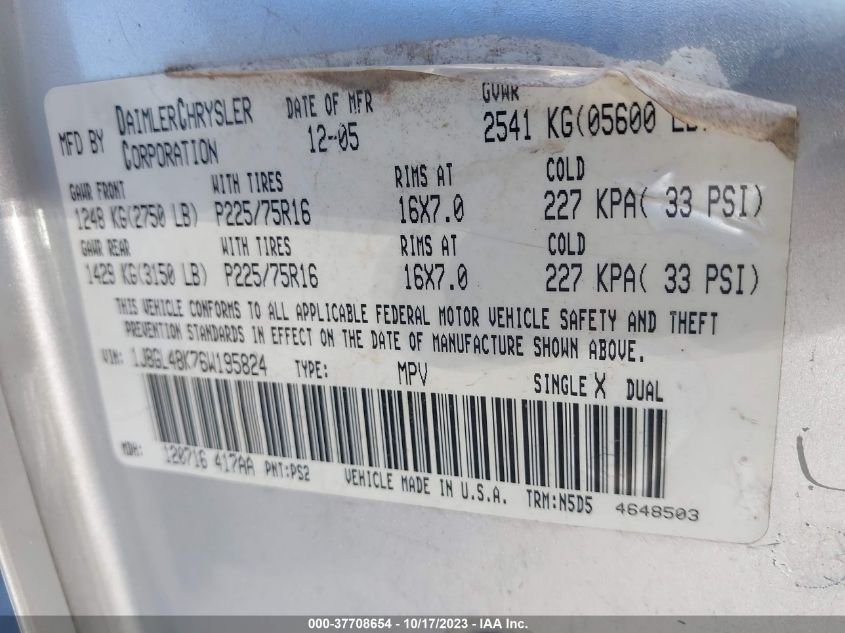 MFD BY DAIMLERCHRYSLER CORPORATION DATE OF MFR 12-05 GVWR 2541 KG(05600
GAWR FRONT WITH TIRES RIMS AT COLD
1248 KG(2750 LB) P225/75R16 16X7.0 227 KPA( 33 PSI)
GAWR REAR WITH TIRES RIMS AT COLD
1429 KG(3150 LB) P225/75R16 16X7.0 227 KPA( 33 PSI)
THIS VEHICLE CONFORMS TO ALL APPLICABLE FEDERAL MOTOR VEHICLE SAFETY AND THEFT
PREVENTION STANDARDS IN EFFECT ON THE DATE OF MANUFACTURE SHOWN ABOVE.
VIN: 1J8GL48K76W195824 TYPE: MPV SINGLE X DUAL
MDH: 120716 417AA PNT:PS2 VEHICLE MADE IN U.S.A. TRM:N5D5 4648503
000-37708654 - 10/17/2023 - IAA Inc.